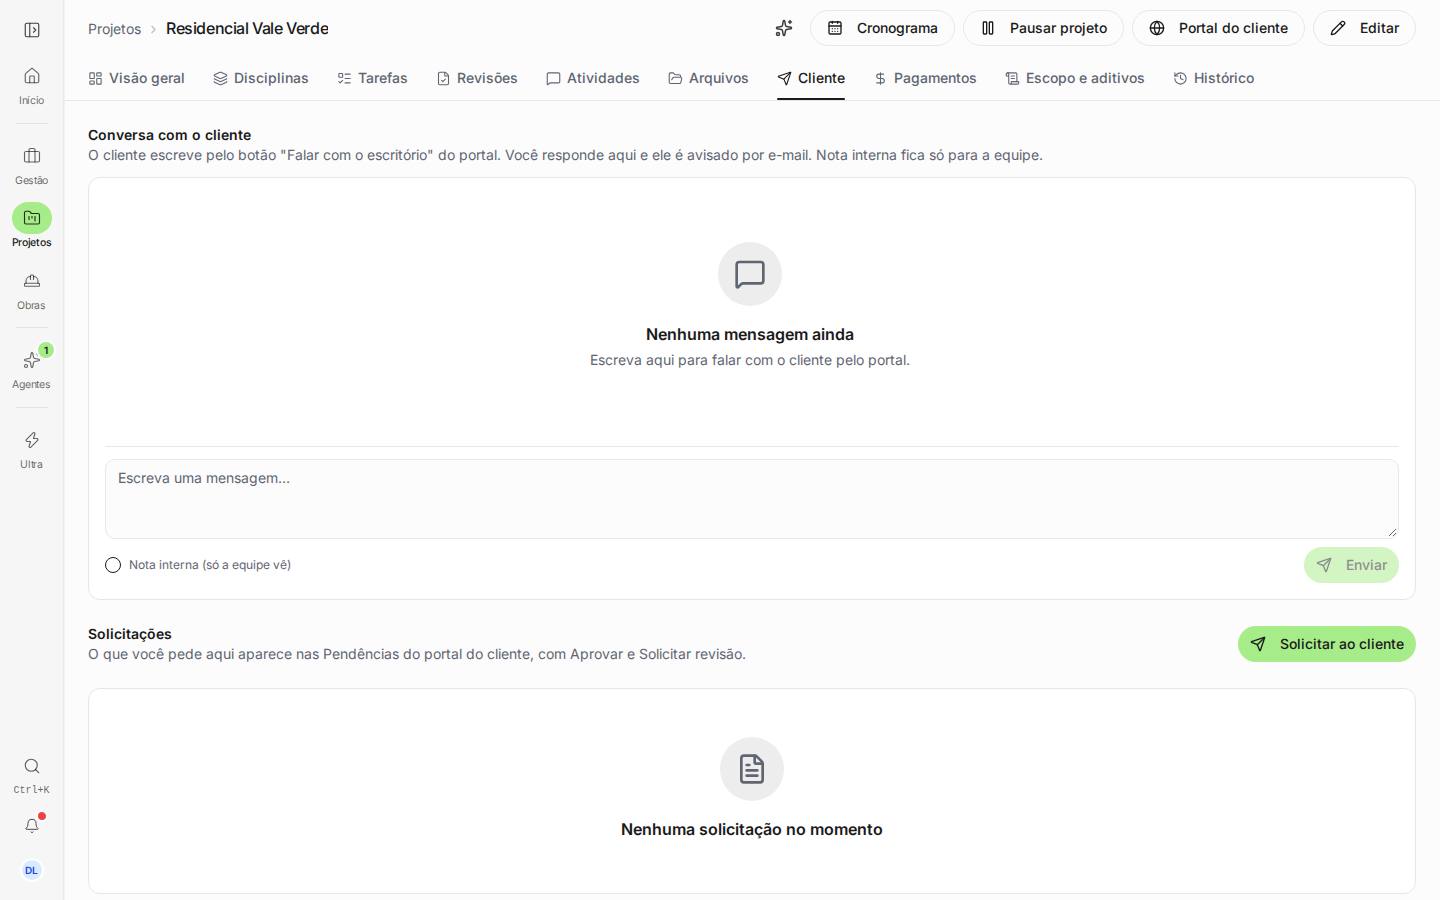 Projetos
Residencial Vale Verde
Cronograma
Pausar projeto
Portal do cliente
Editar
Visão geral
Disciplinas
Tarefas
Revisões
Atividades
Arquivos
Cliente
Pagamentos
Escopo e aditivos
Histórico
Início
Gestão
Projetos
Obras
1
Agentes
Ultra
Ctrl+K
DL
Conversa com o cliente
O cliente escreve pelo botão "Falar com o escritório" do portal. Você responde aqui e ele é avisado por e-mail. Nota interna fica só para a equipe.
Nenhuma mensagem ainda
Escreva aqui para falar com o cliente pelo portal.
Escreva uma mensagem...
Nota interna (só a equipe vê)
Enviar
Solicitações
O que você pede aqui aparece nas Pendências do portal do cliente, com Aprovar e Solicitar revisão.
Solicitar ao cliente
Nenhuma solicitação no momento